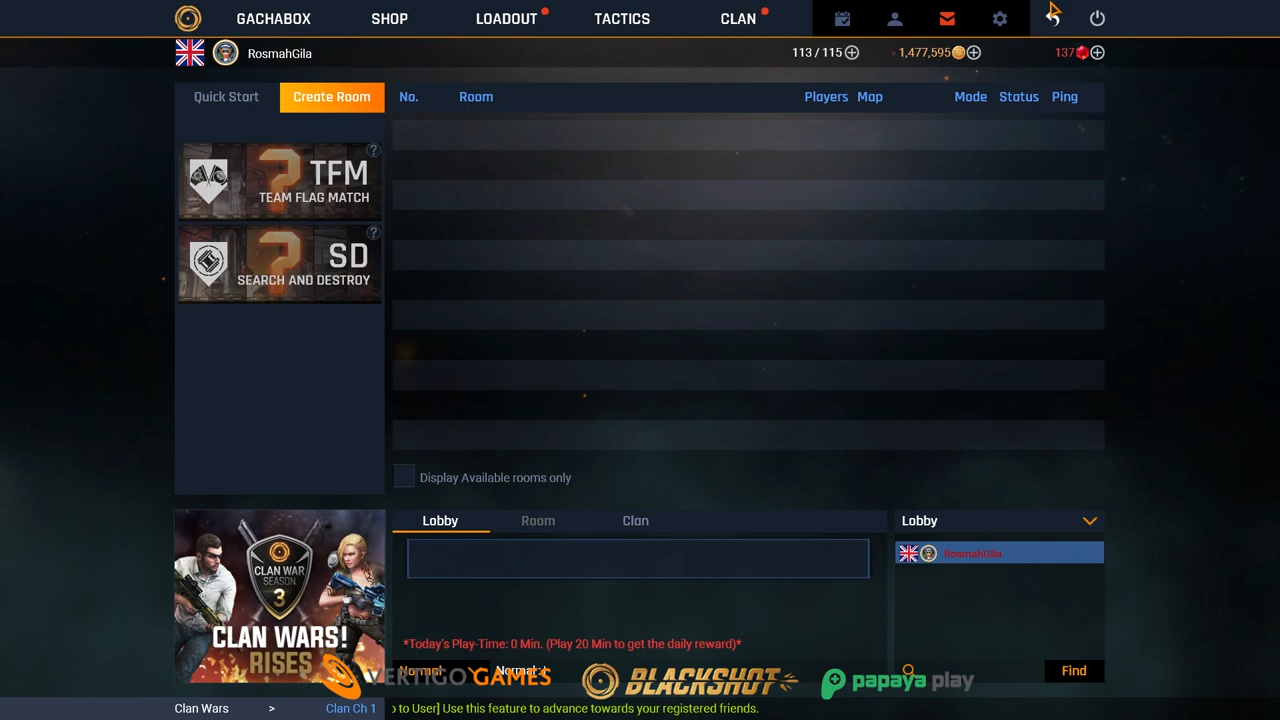 GACHABOX SHOP LOADOUT TACTICS CLAN
RosmahGila 113 / 115 1,477,595 137
Quick Start Create Room No. Room Players Map Mode Status Ping
? TFM
TEAM FLAG MATCH
? SD
SEARCH AND DESTROY
Display Available rooms only
Lobby Room Clan Lobby
RosmahGila
CLAN WAR
SEASON
3
CLAN WARS!
RISES
*Today's Play-Time: 0 Min. (Play 20 Min to get the daily reward)*
Normal Normal : Find
VERTIGO GAMES BLACKSHOT papaya play
Clan Wars > Clan Ch 1 to User] Use this feature to advance towards your registered friends.